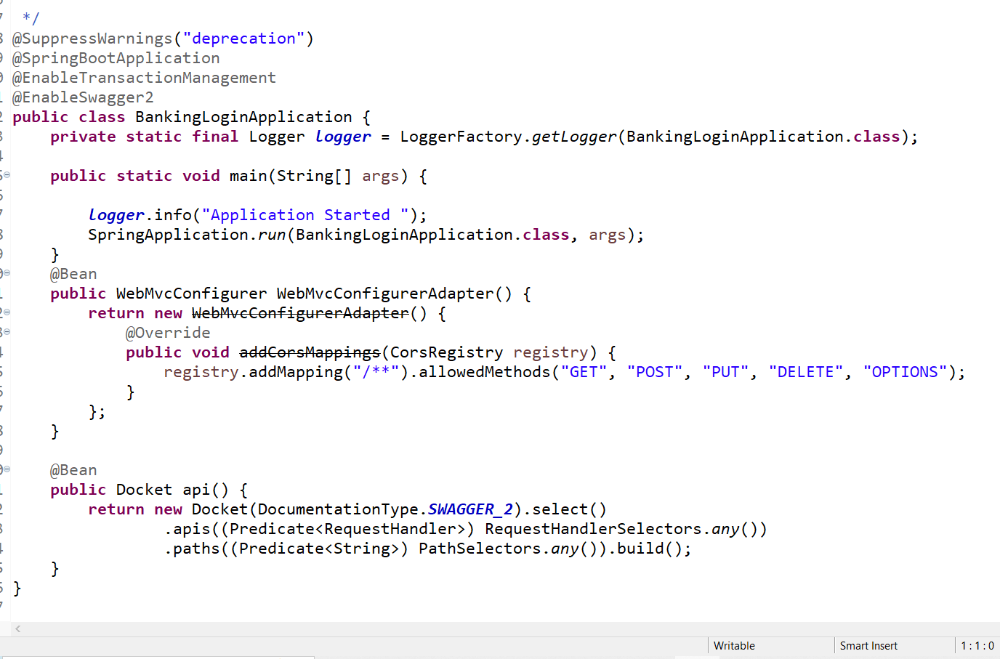 */
@SuppressWarnings("deprecation")
@SpringBootApplication
@EnableTransactionManagement
@EnableSwagger2
public class BankingLoginApplication {
    private static final Logger logger = LoggerFactory.getLogger(BankingLoginApplication.class);
    public static void main(String[] args) {
        logger.info("Application Started ");
        SpringApplication.run(BankingLoginApplication.class, args);
    }
    @Bean
    public WebMvcConfigurer WebMvcConfigurerAdapter() {
        return new WebMvcConfigurerAdapter() {
            @Override
            public void addCorsMappings(CorsRegistry registry) {
                registry.addMapping("/**").allowedMethods("GET", "POST", "PUT", "DELETE", "OPTIONS");
            }
        };
    }
    @Bean
    public Docket api() {
        return new Docket(DocumentationType.SWAGGER_2).select()
                .apis((Predicate<RequestHandler>) RequestHandlerSelectors.any())
                .paths((Predicate<String>) PathSelectors.any()).build();
    }
}
Writable Smart Insert 1 : 1 : 0